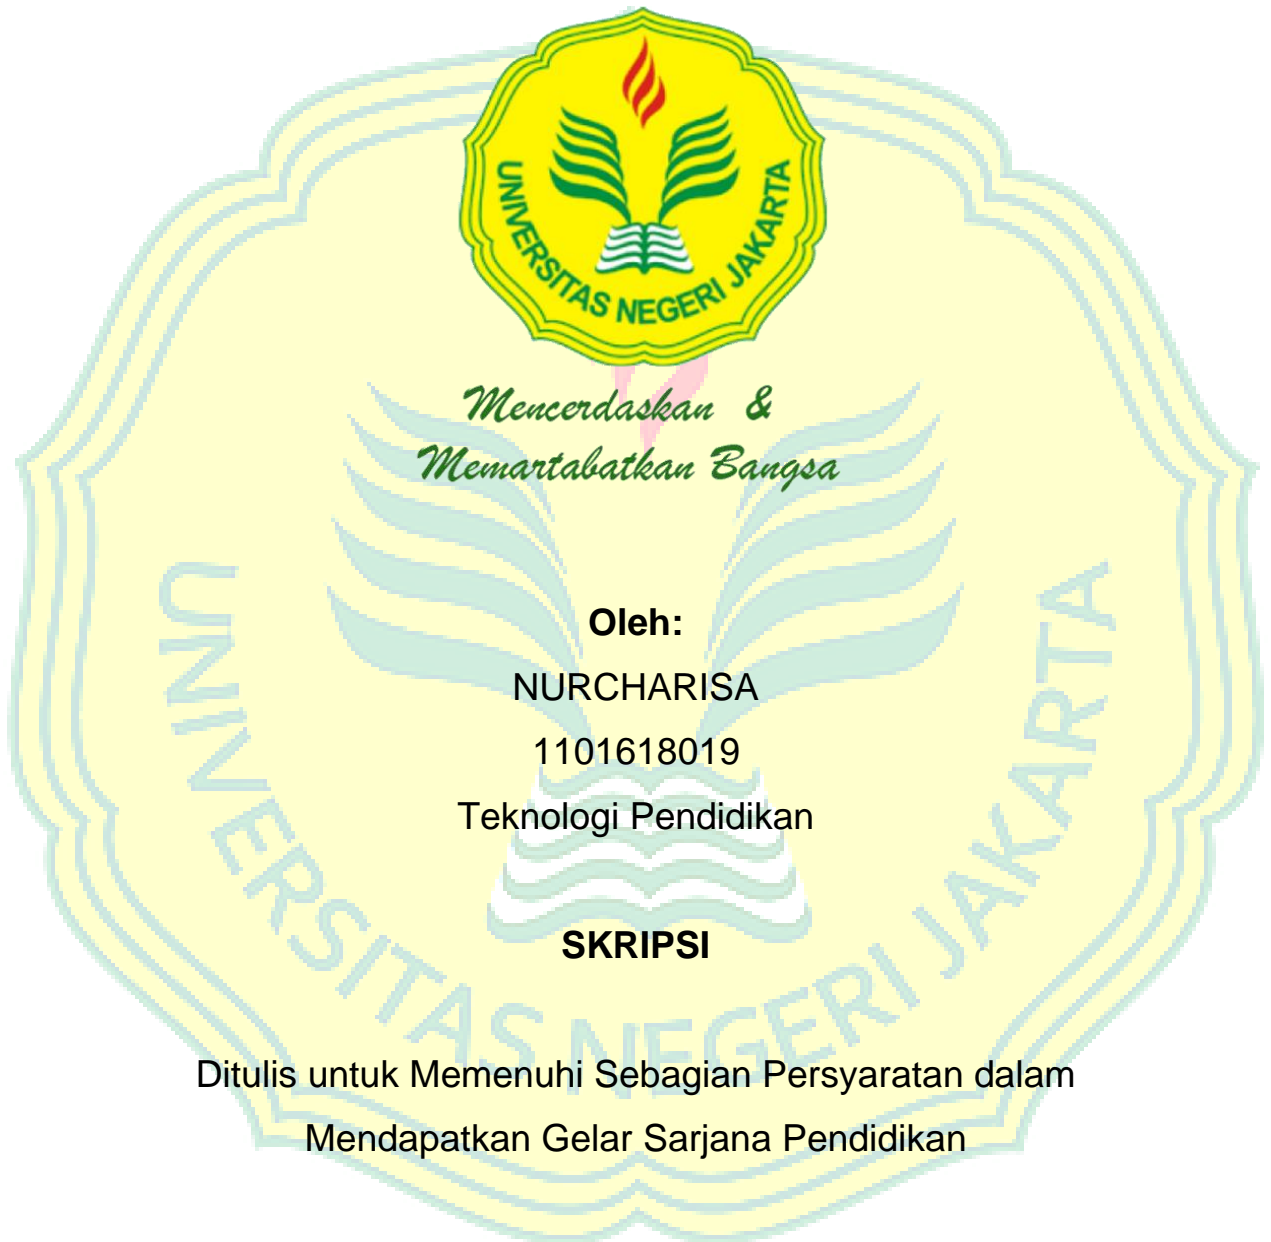 UNIVERSITAS NEGERI JAKARTA
Mencerdaskan &
Memartabatkan Bangsa
Oleh:
NURCHARISA
1101618019
Teknologi Pendidikan
SKRIPSI
Ditulis untuk Memenuhi Sebagian Persyaratan dalam
Mendapatkan Gelar Sarjana Pendidikan
UNIVERSITAS NEGERI JAKARTA